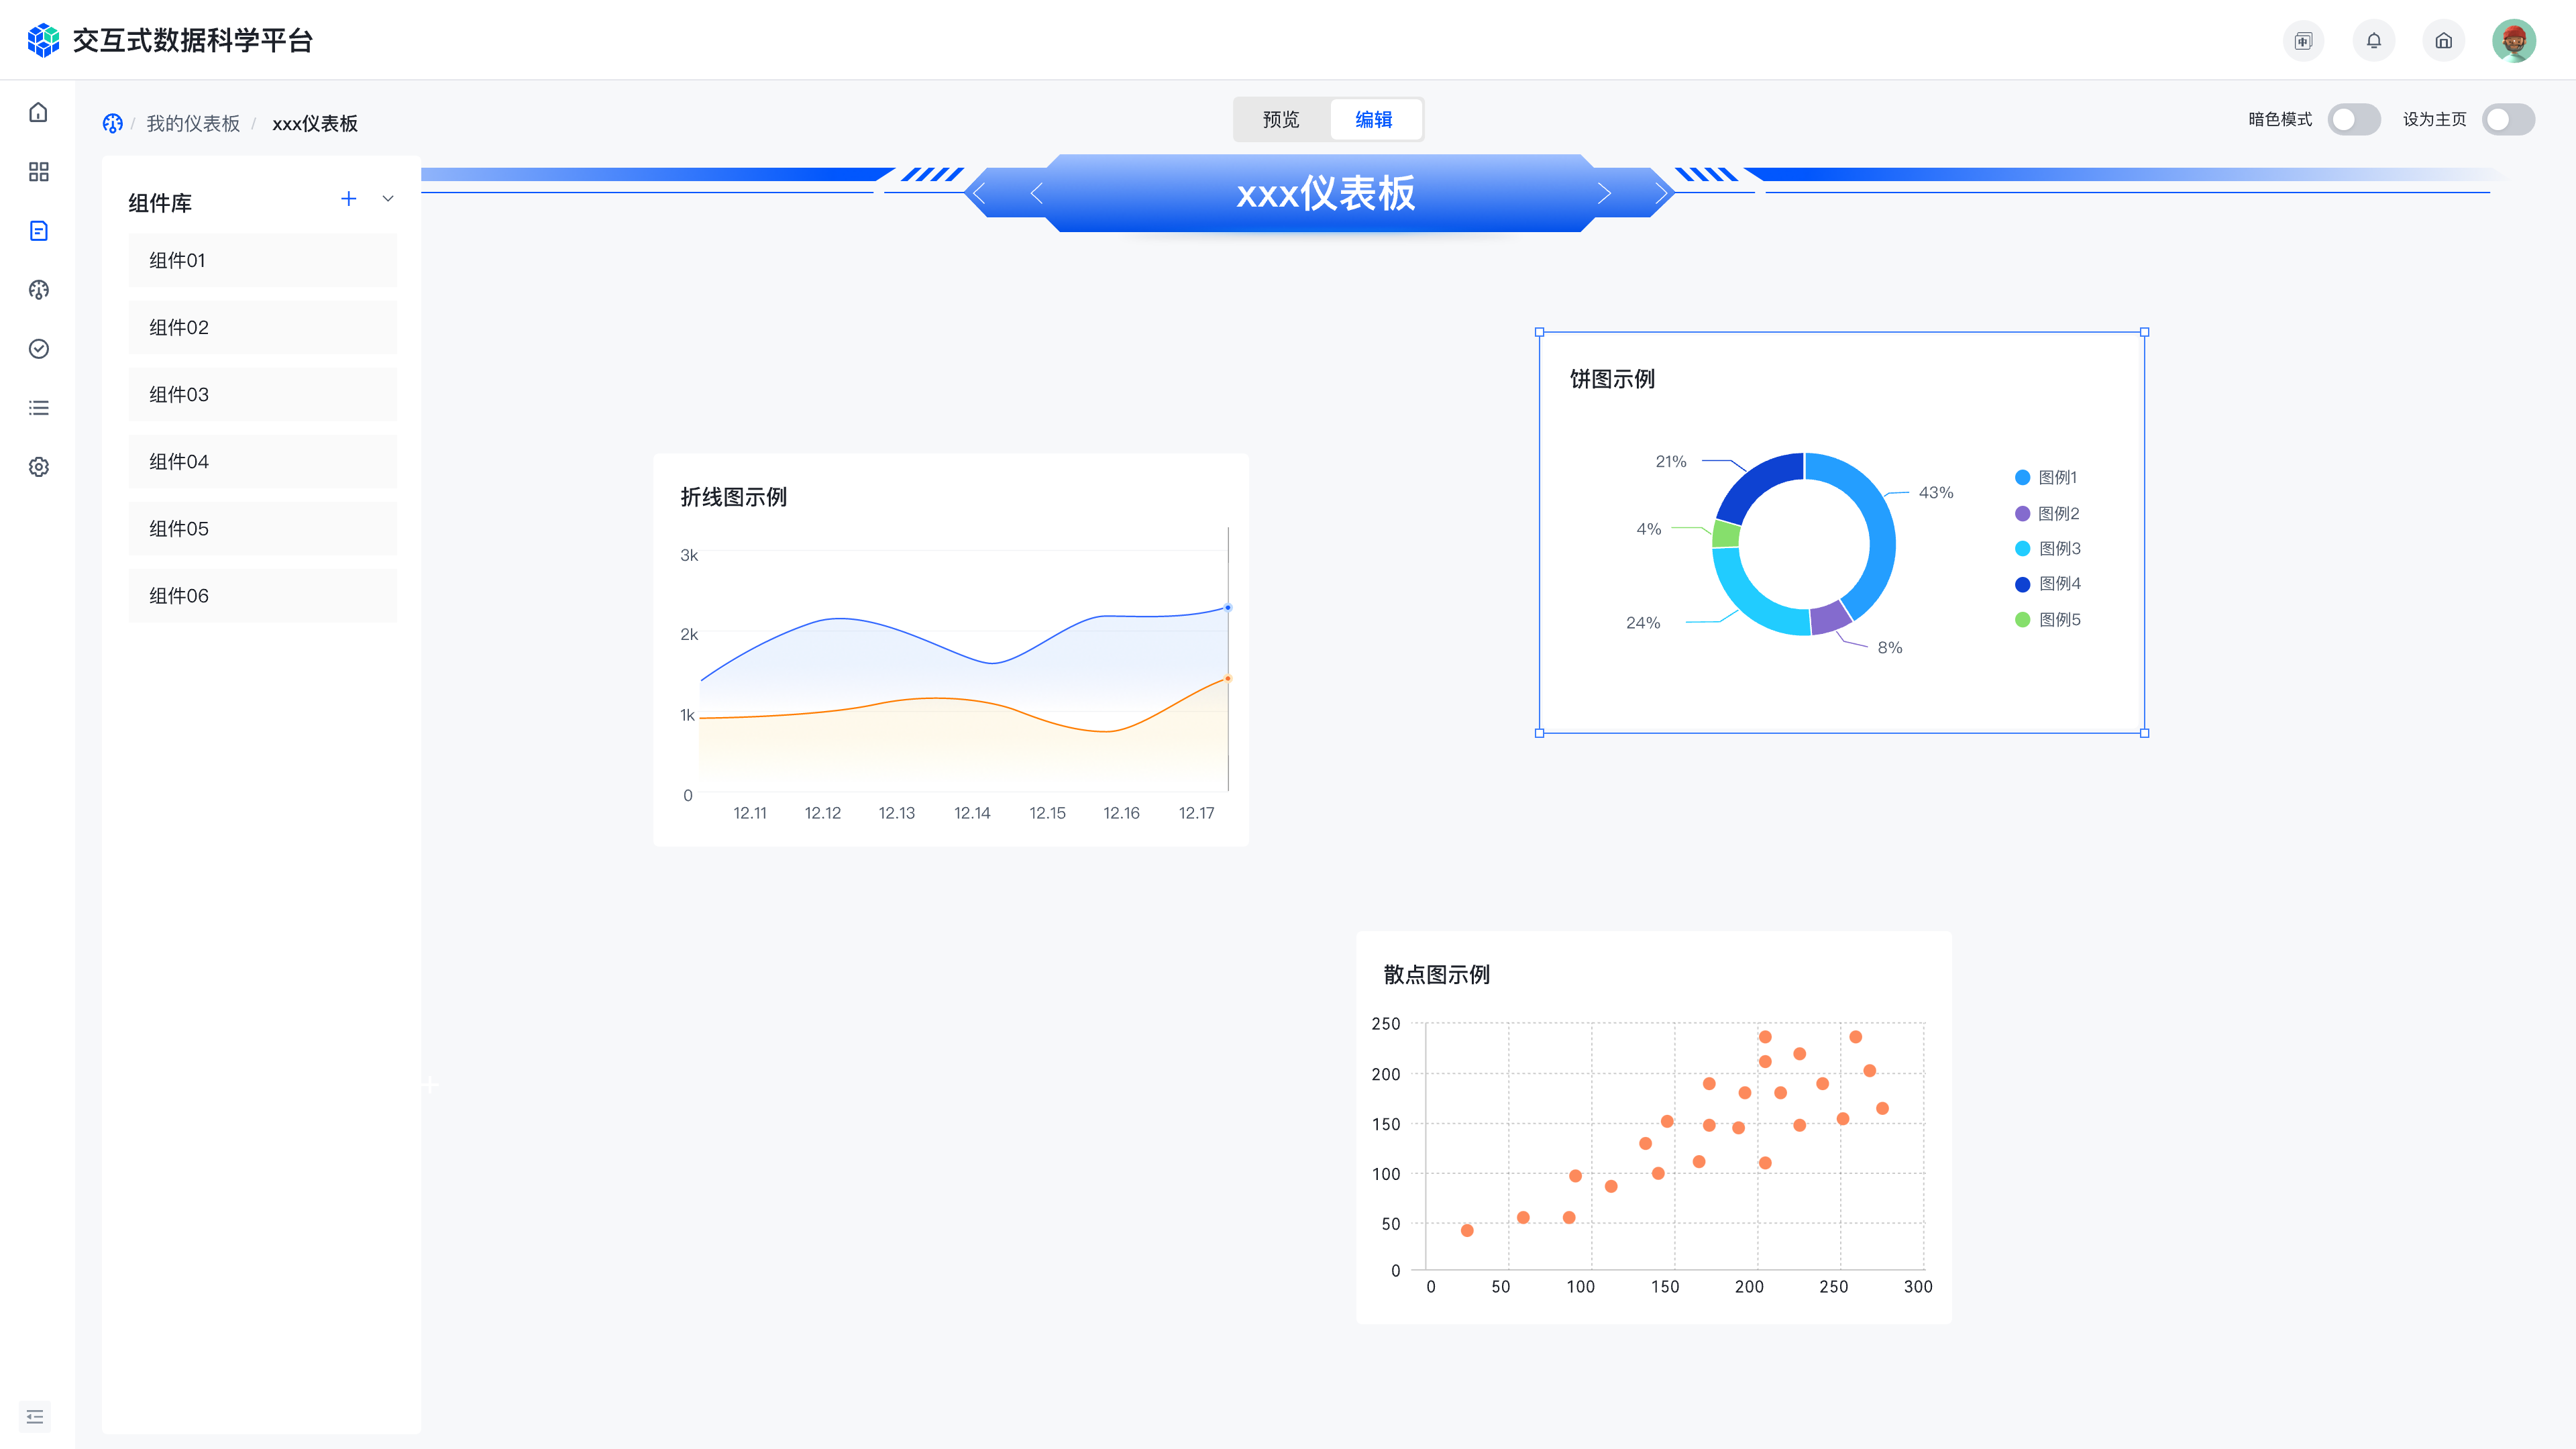 交互式数据科学平台
中
/ 我的仪表板 / xxx仪表板
预览
编辑
暗色模式
设为主页
组件库
组件01
组件02
组件03
组件04
组件05
组件06
xxx仪表板
折线图示例
3k
2k
1k
0
12.11 12.12 12.13 12.14 12.15 12.16 12.17
饼图示例
21%
43%
4%
24%
8%
图例1
图例2
图例3
图例4
图例5
散点图示例
250
200
150
100
50
0
0 50 100 150 200 250 300